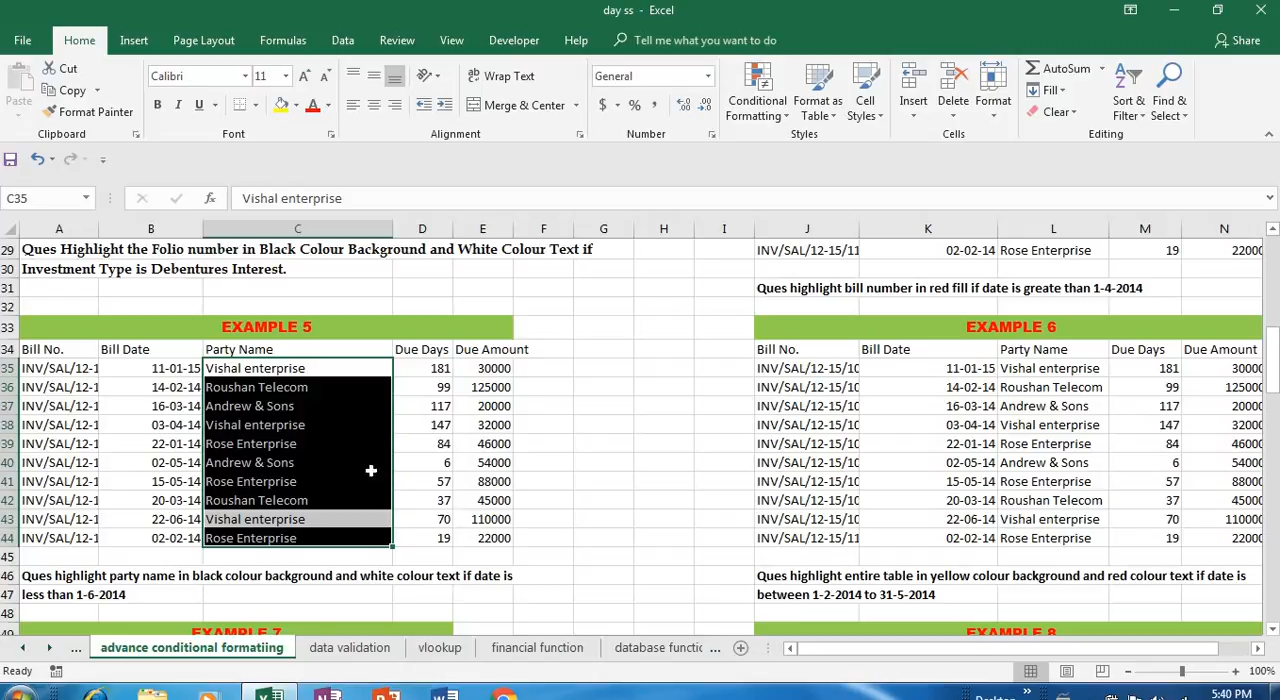 day ss - Excel
File Home Insert Page Layout Formulas Data Review View Developer Help Tell me what you want to do Share
Cut
Copy
Format Painter
Paste
Clipboard
Calibri 11
B I U
Font
Wrap Text
Merge & Center
Alignment
General
$ % ,
Number
Conditional Formatting
Format as Table
Cell Styles
Styles
Insert Delete Format
Cells
AutoSum
Fill
Clear
Sort & Filter
Find & Select
Editing
C35 fx Vishal enterprise
A B C D E F G H I J K L M N
29 Ques Highlight the Folio number in Black Colour Background and White Colour Text if INV/SAL/12-15/11 02-02-14 Rose Enterprise 19 22000
30 Investment Type is Debentures Interest.
31 Ques highlight bill number in red fill if date is greate than 1-4-2014
32
33 EXAMPLE 5 EXAMPLE 6
34 Bill No. Bill Date Party Name Due Days Due Amount Bill No. Bill Date Party Name Due Days Due Amount
35 INV/SAL/12-1 11-01-15 Vishal enterprise 181 30000 INV/SAL/12-15/10 11-01-15 Vishal enterprise 181 30000
36 INV/SAL/12-1 14-02-14 Roushan Telecom 99 125000 INV/SAL/12-15/10 14-02-14 Roushan Telecom 99 125000
37 INV/SAL/12-1 16-03-14 Andrew & Sons 117 20000 INV/SAL/12-15/10 16-03-14 Andrew & Sons 117 20000
38 INV/SAL/12-1 03-04-14 Vishal enterprise 147 32000 INV/SAL/12-15/10 03-04-14 Vishal enterprise 147 32000
39 INV/SAL/12-1 22-01-14 Rose Enterprise 84 46000 INV/SAL/12-15/10 22-01-14 Rose Enterprise 84 46000
40 INV/SAL/12-1 02-05-14 Andrew & Sons 6 54000 INV/SAL/12-15/10 02-05-14 Andrew & Sons 6 54000
41 INV/SAL/12-1 15-05-14 Rose Enterprise 57 88000 INV/SAL/12-15/10 15-05-14 Rose Enterprise 57 88000
42 INV/SAL/12-1 20-03-14 Roushan Telecom 37 45000 INV/SAL/12-15/10 20-03-14 Roushan Telecom 37 45000
43 INV/SAL/12-1 22-06-14 Vishal enterprise 70 110000 INV/SAL/12-15/10 22-06-14 Vishal enterprise 70 110000
44 INV/SAL/12-1 02-02-14 Rose Enterprise 19 22000 INV/SAL/12-15/11 02-02-14 Rose Enterprise 19 22000
45
46 Ques highlight party name in black colour background and white colour text if date is Ques highlight entire table in yellow colour background and red colour text if date is
47 less than 1-6-2014 between 1-2-2014 to 31-5-2014
48
49 EXAMPLE 7 EXAMPLE 8
... advance conditional formatiing data validation vlookup financial function database functic ...
Ready 100%
Desktop 5:40 PM